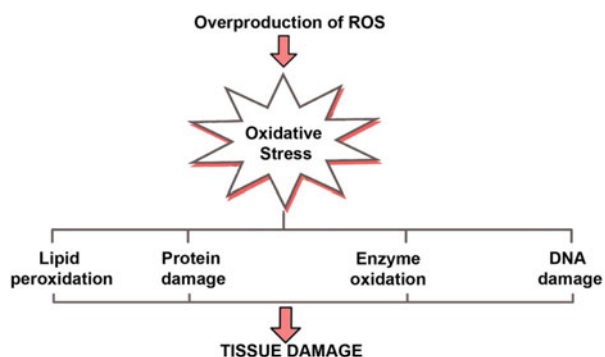 Overproduction of ROS
Oxidative
Stress
Lipid
peroxidation
Protein
damage
Enzyme
oxidation
DNA
damage
TISSUE DAMAGE